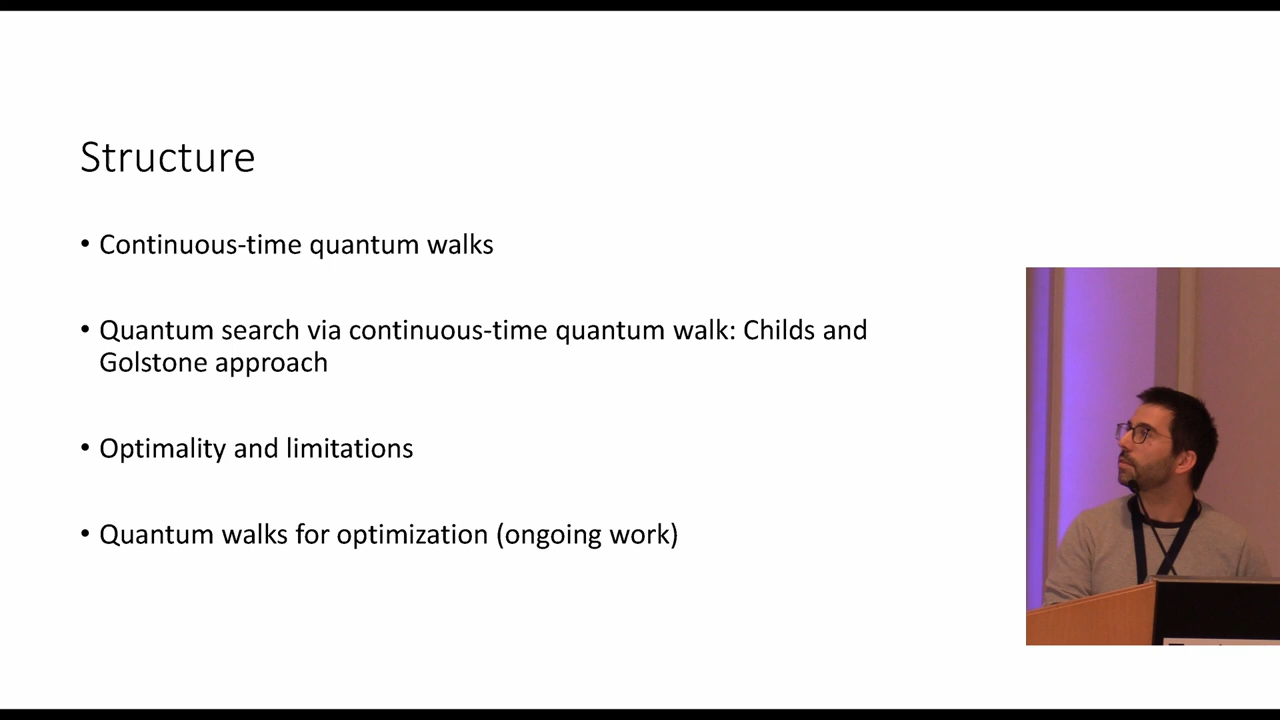 Structure
• Continuous-time quantum walks
• Quantum search via continuous-time quantum walk: Childs and
Golstone approach
• Optimality and limitations
• Quantum walks for optimization (ongoing work)